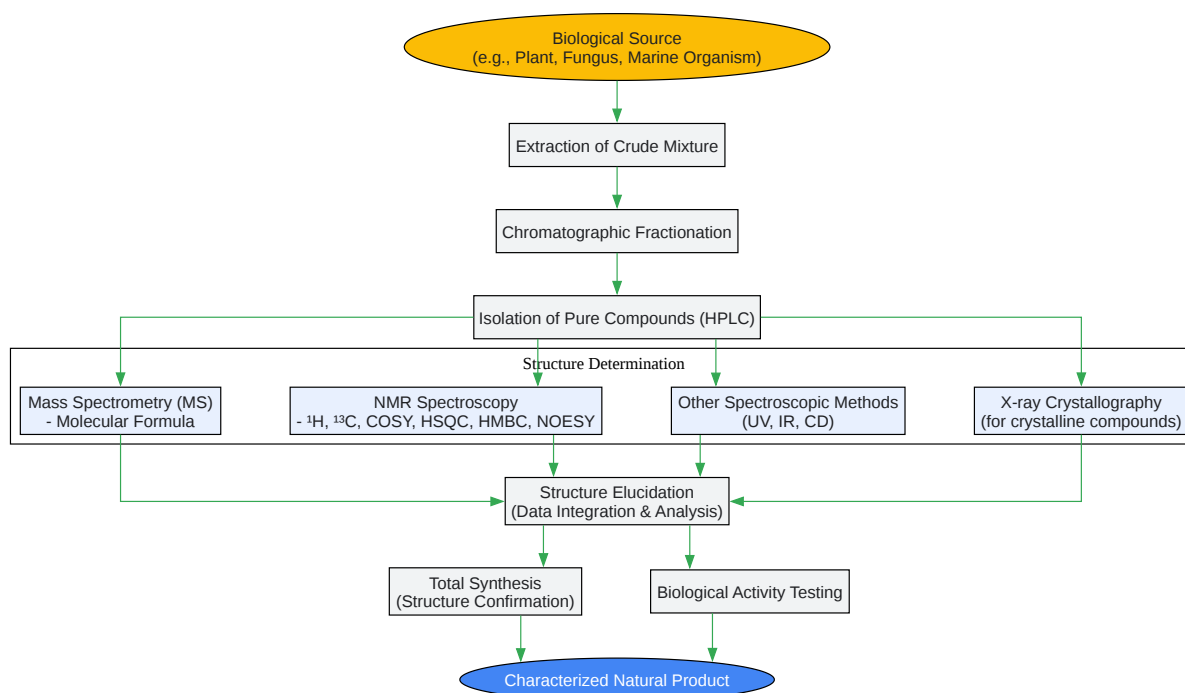 Biological Source
(e.g., Plant, Fungus, Marine Organism)
Extraction of Crude Mixture
Chromatographic Fractionation
Isolation of Pure Compounds (HPLC)
Structure Determination
Mass Spectrometry (MS)
- Molecular Formula
NMR Spectroscopy
- ¹H, ¹³C, COSY, HSQC, HMBC, NOESY
Other Spectroscopic Methods
(UV, IR, CD)
X-ray Crystallography
(for crystalline compounds)
Structure Elucidation
(Data Integration & Analysis)
Total Synthesis
(Structure Confirmation)
Biological Activity Testing
Characterized Natural Product